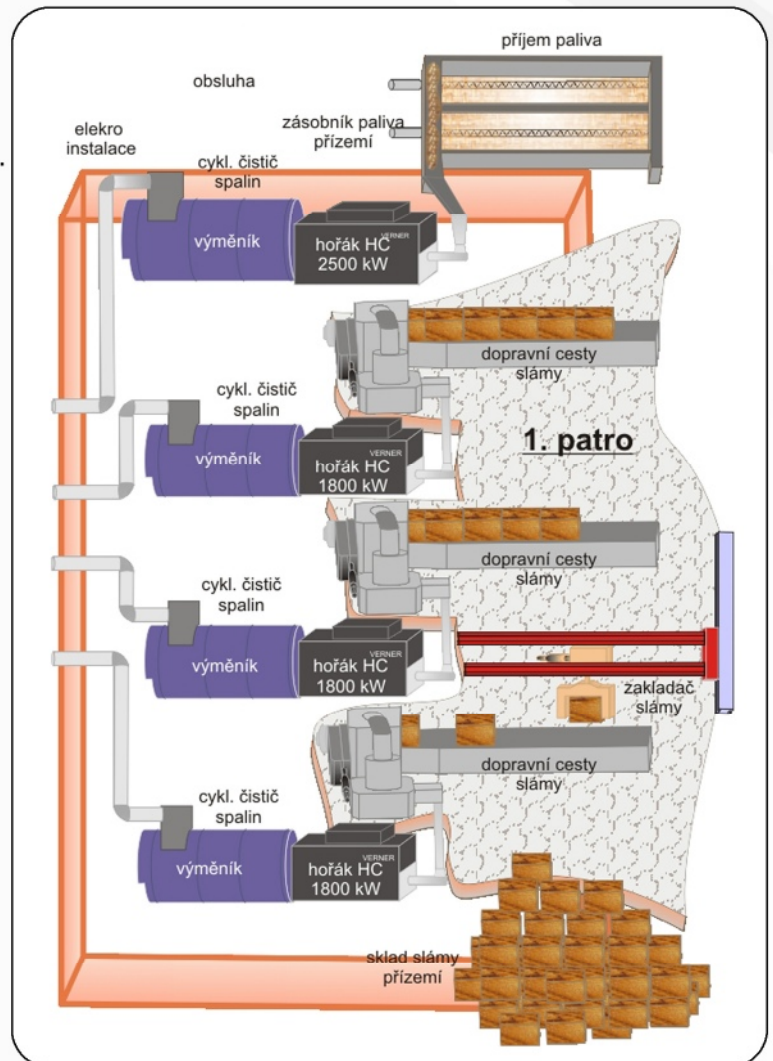 příjem paliva
obsluha
zásobník paliva
přízemí
elekro
instalace
cykl. čistič
spalin
výměník
VERNER
hořák HC
2500 kW
dopravní cesty
slámy
cykl. čistič
spalin
1. patro
výměník
VERNER
hořák HC
1800 kW
dopravní cesty
slámy
cykl. čistič
spalin
výměník
VERNER
hořák HC
1800 kW
zakladač
slámy
dopravní cesty
slámy
cykl. čistič
spalin
výměník
VERNER
hořák HC
1800 kW
sklad slámy
přízemí